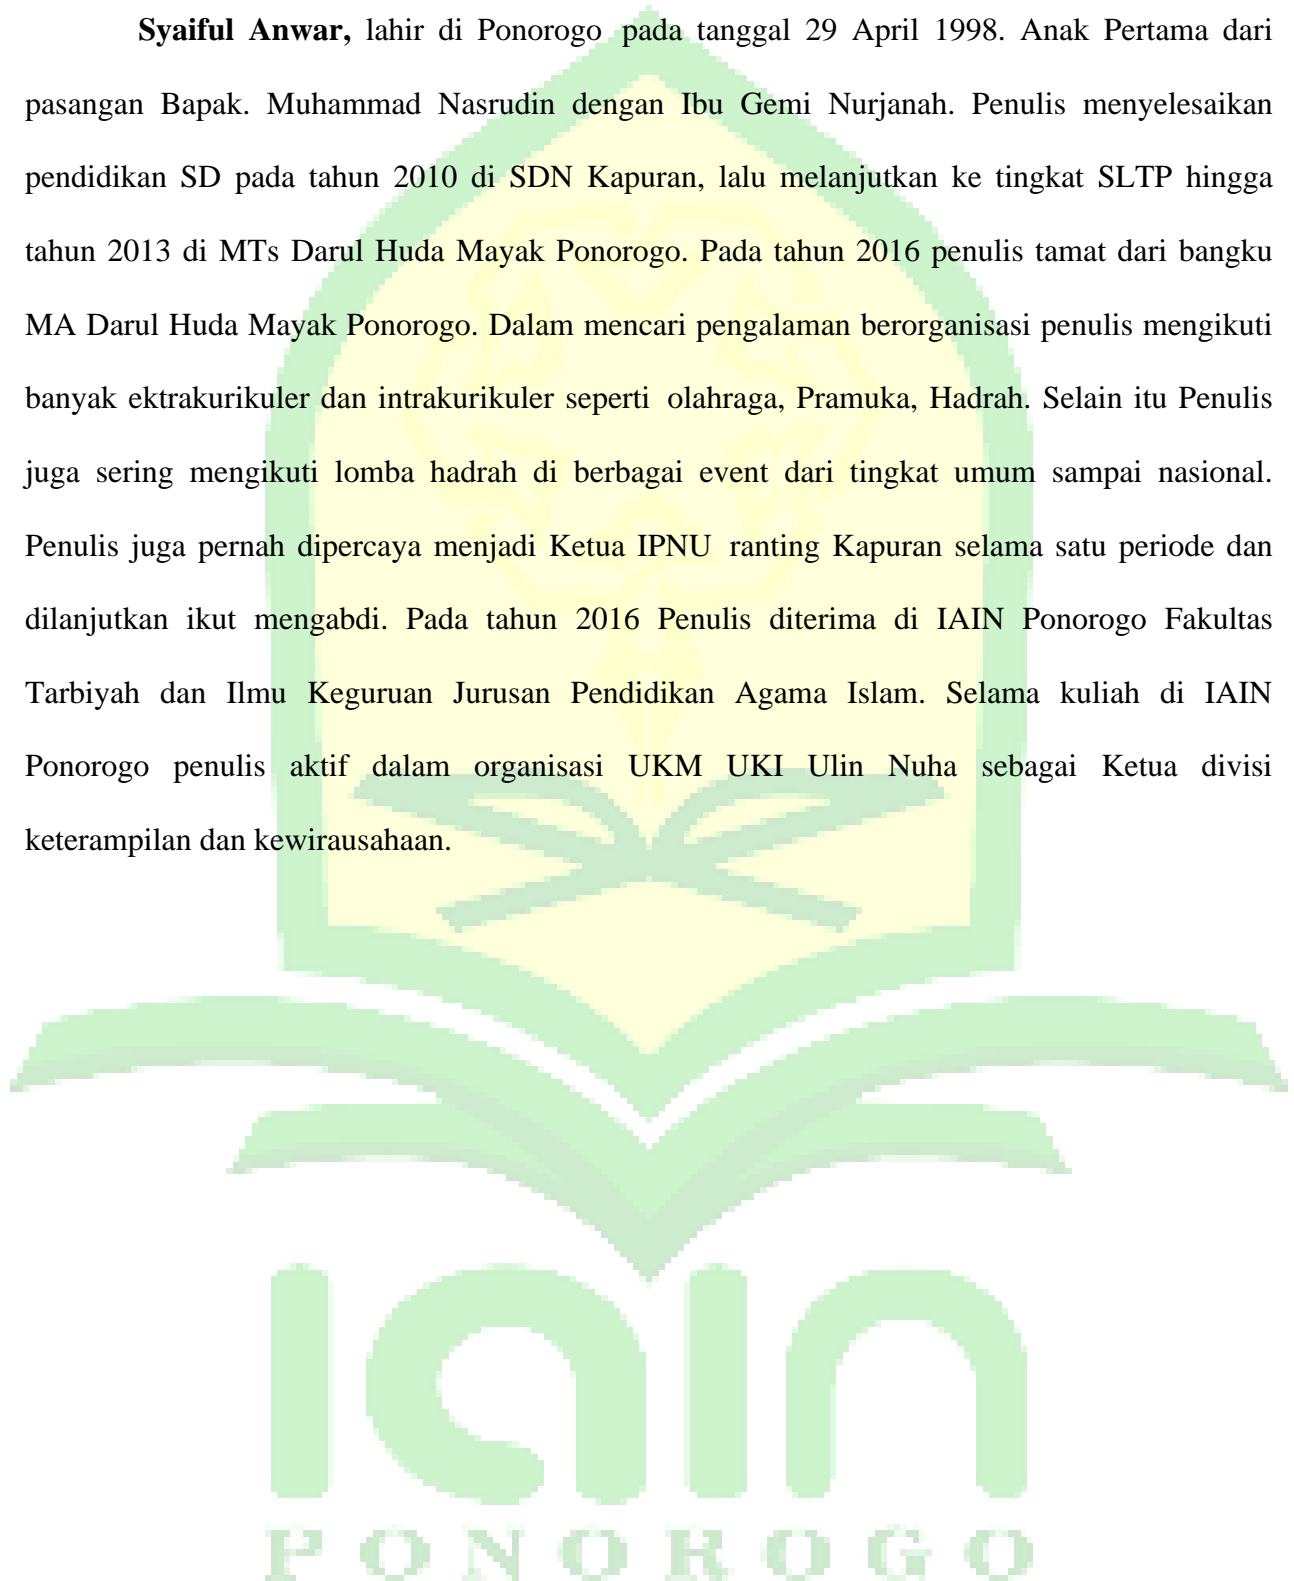 Syaiful Anwar, lahir di Ponorogo pada tanggal 29 April 1998. Anak Pertama dari
pasangan Bapak. Muhammad Nasrudin dengan Ibu Gemi Nurjanah. Penulis menyelesaikan
pendidikan SD pada tahun 2010 di SDN Kapuran, lalu melanjutkan ke tingkat SLTP hingga
tahun 2013 di MTs Darul Huda Mayak Ponorogo. Pada tahun 2016 penulis tamat dari bangku
MA Darul Huda Mayak Ponorogo. Dalam mencari pengalaman berorganisasi penulis mengikuti
banyak ektrakurikuler dan intrakurikuler seperti olahraga, Pramuka, Hadrah. Selain itu Penulis
juga sering mengikuti lomba hadrah di berbagai event dari tingkat umum sampai nasional.
Penulis juga pernah dipercaya menjadi Ketua IPNU ranting Kapuran selama satu periode dan
dilanjutkan ikut mengabdi. Pada tahun 2016 Penulis diterima di IAIN Ponorogo Fakultas
Tarbiyah dan Ilmu Keguruan Jurusan Pendidikan Agama Islam. Selama kuliah di IAIN
Ponorogo penulis aktif dalam organisasi UKM UKI Ulin Nuha sebagai Ketua divisi
keterampilan dan kewirausahaan.
IAIN
PONOROGO